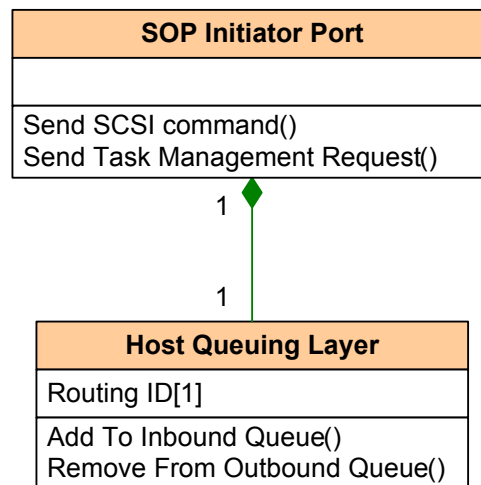 SOP Initiator Port
Send SCSI command()
Send Task Management Request()
1
1
Host Queuing Layer
Routing ID[1]
Add To Inbound Queue()
Remove From Outbound Queue()